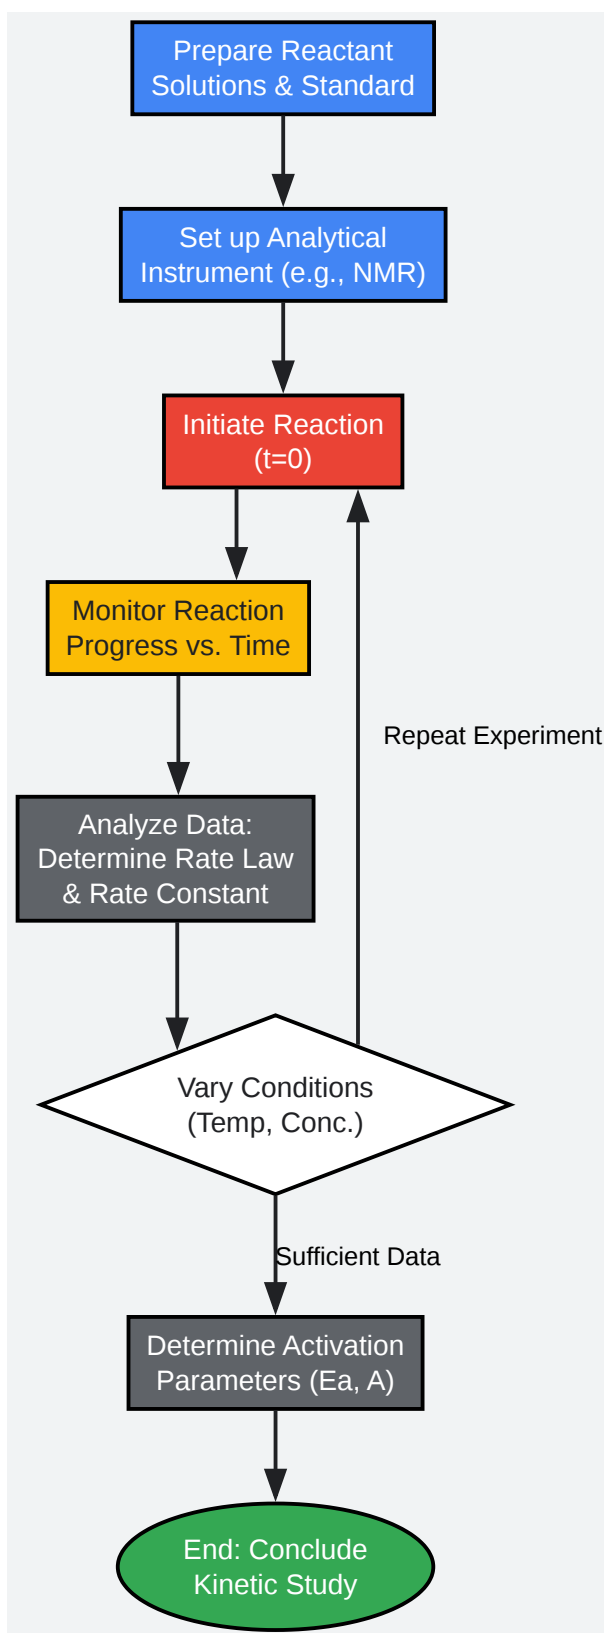 Prepare Reactant
Solutions & Standard
Set up Analytical
Instrument (e.g., NMR)
Initiate Reaction
(t=0)
Monitor Reaction
Progress vs. Time
Repeat Experiment
Analyze Data:
Determine Rate Law
& Rate Constant
Vary Conditions
(Temp, Conc.)
Sufficient Data
Determine Activation
Parameters (Ea, A)
End: Conclude
Kinetic Study